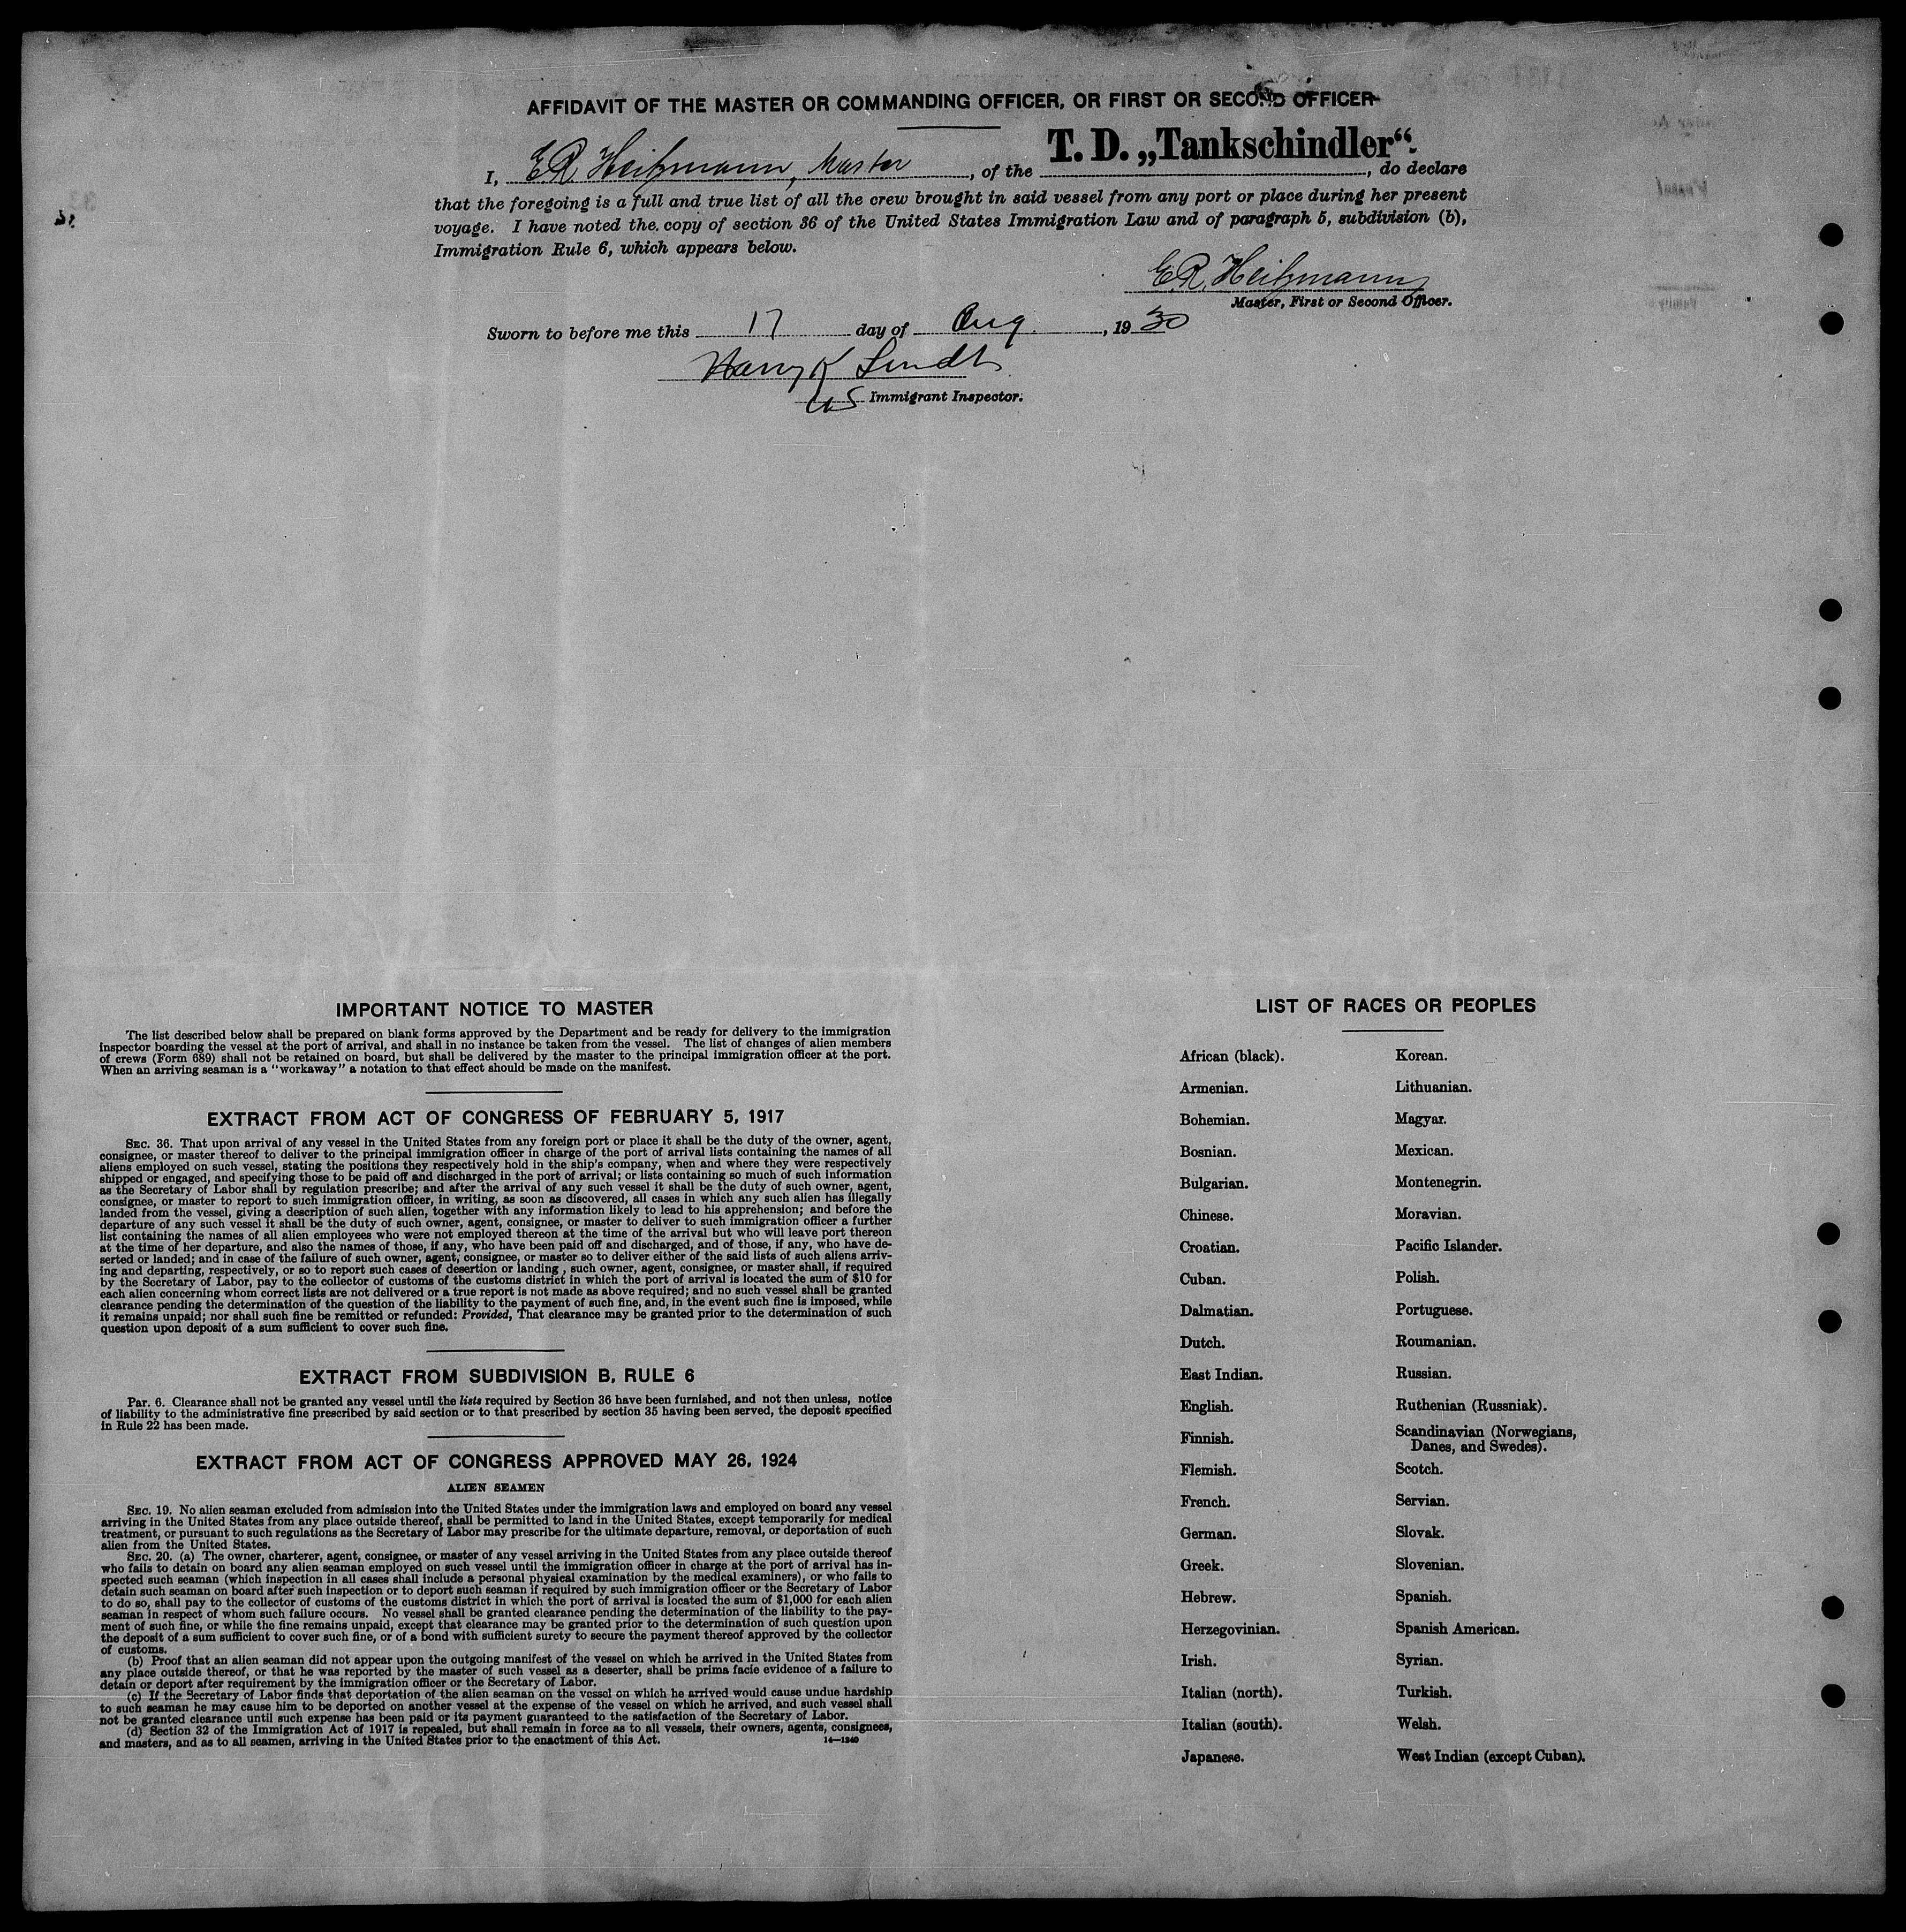 AFFIDAVIT OF THE MASTER OR COMMANDING OFFICER, OR FIRST OR SECOND OFFICER
T. D. „Tankschindler“.
I, E.R. Heitzmann, Master, of the , do declare
that the foregoing is a full and true list of all the crew brought in said vessel from any port or place during her present
voyage. I have noted the copy of section 36 of the United States Immigration Law and of paragraph 5, subdivision (b),
Immigration Rule 6, which appears below.
E.R. Heitzmann
Master, First or Second Officer.
Sworn to before me this 17 day of Aug. , 1930
Harry K
US Immigrant Inspector.
IMPORTANT NOTICE TO MASTER
The list described below shall be prepared on blank forms approved by the Department and be ready for delivery to the immigration
inspector boarding the vessel at the port of arrival, and shall in no instance be taken from the vessel. The list of changes of alien members
of crews (Form 689) shall not be retained on board, but shall be delivered by the master to the principal immigration officer at the port.
When an arriving seaman is a "workaway" a notation to that effect should be made on the manifest.
EXTRACT FROM ACT OF CONGRESS OF FEBRUARY 5, 1917
SEC. 36. That upon arrival of any vessel in the United States from any foreign port or place it shall be the duty of the owner, agent,
consignee, or master thereof to deliver to the principal immigration officer in charge of the port of arrival lists containing the names of all
aliens employed on such vessel, stating the positions they respectively hold in the ship's company, when and where they were respectively
shipped or engaged, and specifying those to be paid off and discharged in the port of arrival; or lists containing so much of such information
as the Secretary of Labor shall by regulation prescribe; and after the arrival of any such vessel it shall be the duty of such owner, agent,
consignee, or master to report to such immigration officer, in writing, as soon as discovered, all cases in which any such alien has illegally
landed from the vessel, giving a description of such alien, together with any information likely to lead to his apprehension; and before the
departure of any such vessel it shall be the duty of such owner, agent, consignee, or master to deliver to such immigration officer a further
list containing the names of all alien employees who were not employed thereon at the time of the arrival but who will leave port thereon
at the time of her departure, and also the names of those, if any, who have been paid off and discharged, and of those, if any, who have de-
serted or landed; and in case of the failure of such owner, agent, consignee, or master so to deliver either of the said lists of such aliens arriv-
ing and departing, respectively, or so to report such cases of desertion or landing , such owner, agent, consignee, or master shall, if required
by the Secretary of Labor, pay to the collector of customs of the customs district in which the port of arrival is located the sum of $10 for
each alien concerning whom correct lists are not delivered or a true report is not made as above required; and no such vessel shall be granted
clearance pending the determination of the question of the liability to the payment of such fine, and, in the event such fine is imposed, while
it remains unpaid; nor shall such fine be remitted or refunded: Provided, That clearance may be granted prior to the determination of such
question upon deposit of a sum sufficient to cover such fine.
EXTRACT FROM SUBDIVISION B, RULE 6
Par. 6. Clearance shall not be granted any vessel until the lists required by Section 36 have been furnished, and not then unless, notice
of liability to the administrative fine prescribed by said section or to that prescribed by section 35 having been served, the deposit specified
in Rule 22 has been made.
EXTRACT FROM ACT OF CONGRESS APPROVED MAY 26, 1924
ALIEN SEAMEN
SEC. 19. No alien seaman excluded from admission into the United States under the immigration laws and employed on board any vessel
arriving in the United States from any place outside thereof, shall be permitted to land in the United States, except temporarily for medical
treatment, or pursuant to such regulations as the Secretary of Labor may prescribe for the ultimate departure, removal, or deportation of such
alien from the United States.
SEC. 20. (a) The owner, charterer, agent, consignee, or master of any vessel arriving in the United States from any place outside thereof
who fails to detain on board any alien seaman employed on such vessel until the immigration officer in charge at the port of arrival has in-
spected such seaman (which inspection in all cases shall include a personal physical examination by the medical examiners), or who fails to
detain such seaman on board after such inspection or to deport such seaman if required by such immigration officer or the Secretary of Labor
to do so, shall pay to the collector of customs of the customs district in which the port of arrival is located the sum of $1,000 for each alien
seaman in respect of whom such failure occurs. No vessel shall be granted clearance pending the determination of the liability to the pay-
ment of such fine, or while the fine remains unpaid, except that clearance may be granted prior to the determination of such question upon
the deposit of a sum sufficient to cover such fine, or of a bond with sufficient surety to secure the payment thereof approved by the collector
of customs.
(b) Proof that an alien seaman did not appear upon the outgoing manifest of the vessel on which he arrived in the United States from
any place outside thereof, or that he was reported by the master of such vessel as a deserter, shall be prima facie evidence of a failure to
detain or deport after requirement by the immigration officer or the Secretary of Labor.
(c) If the Secretary of Labor finds that deportation of the alien seaman on the vessel on which he arrived would cause undue hardship
to such seaman he may cause him to be deported on another vessel at the expense of the vessel on which he arrived, and such vessel shall
not be granted clearance until such expense has been paid or its payment guaranteed to the satisfaction of the Secretary of Labor.
(d) Section 32 of the Immigration Act of 1917 is repealed, but shall remain in force as to all vessels, their owners, agents, consignees,
and masters, and as to all seamen, arriving in the United States prior to the enactment of this Act.
14—1240
LIST OF RACES OR PEOPLES
African (black).
Armenian.
Bohemian.
Bosnian.
Bulgarian.
Chinese.
Croatian.
Cuban.
Dalmatian.
Dutch.
East Indian.
English.
Finnish.
Flemish.
French.
German.
Greek.
Hebrew.
Herzegovinian.
Irish.
Italian (north).
Italian (south).
Japanese.
Korean.
Lithuanian.
Magyar.
Mexican.
Montenegrin.
Moravian.
Pacific Islander.
Polish.
Portuguese.
Roumanian.
Russian.
Ruthenian (Russniak).
Scandinavian (Norwegians,
Danes, and Swedes).
Scotch.
Servian.
Slovak.
Slovenian.
Spanish.
Spanish American.
Syrian.
Turkish.
Welsh.
West Indian (except Cuban).